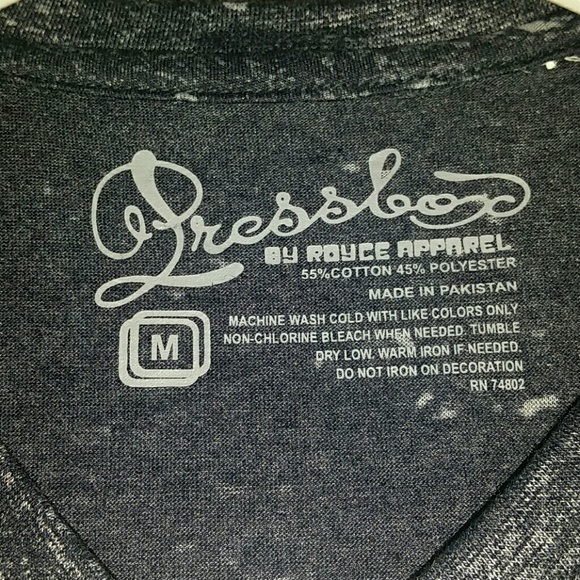 Pressbox
BY ROYCE APPAREL
55%COTTON 45% POLYESTER
MADE IN PAKISTAN
MACHINE WASH COLD WITH LIKE COLORS ONLY
NON-CHLORINE BLEACH WHEN NEEDED. TUMBLE
DRY LOW. WARM IRON IF NEEDED.
DO NOT IRON ON DECORATION
RN 74802
M